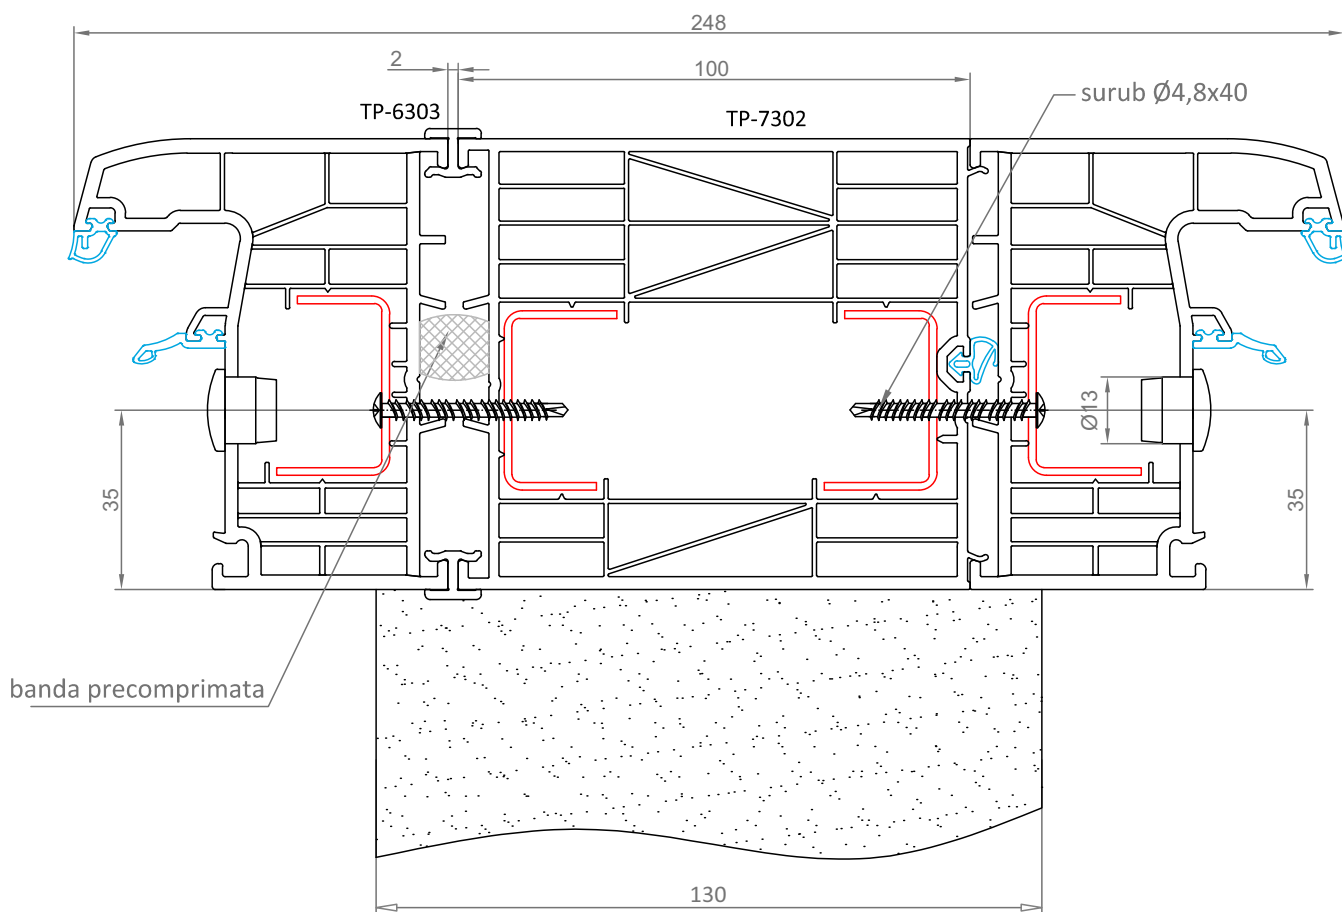 248
2
100
TP-6303
TP-7302
surub Ø4,8x40
Ø13
35
35
banda precomprimata
130